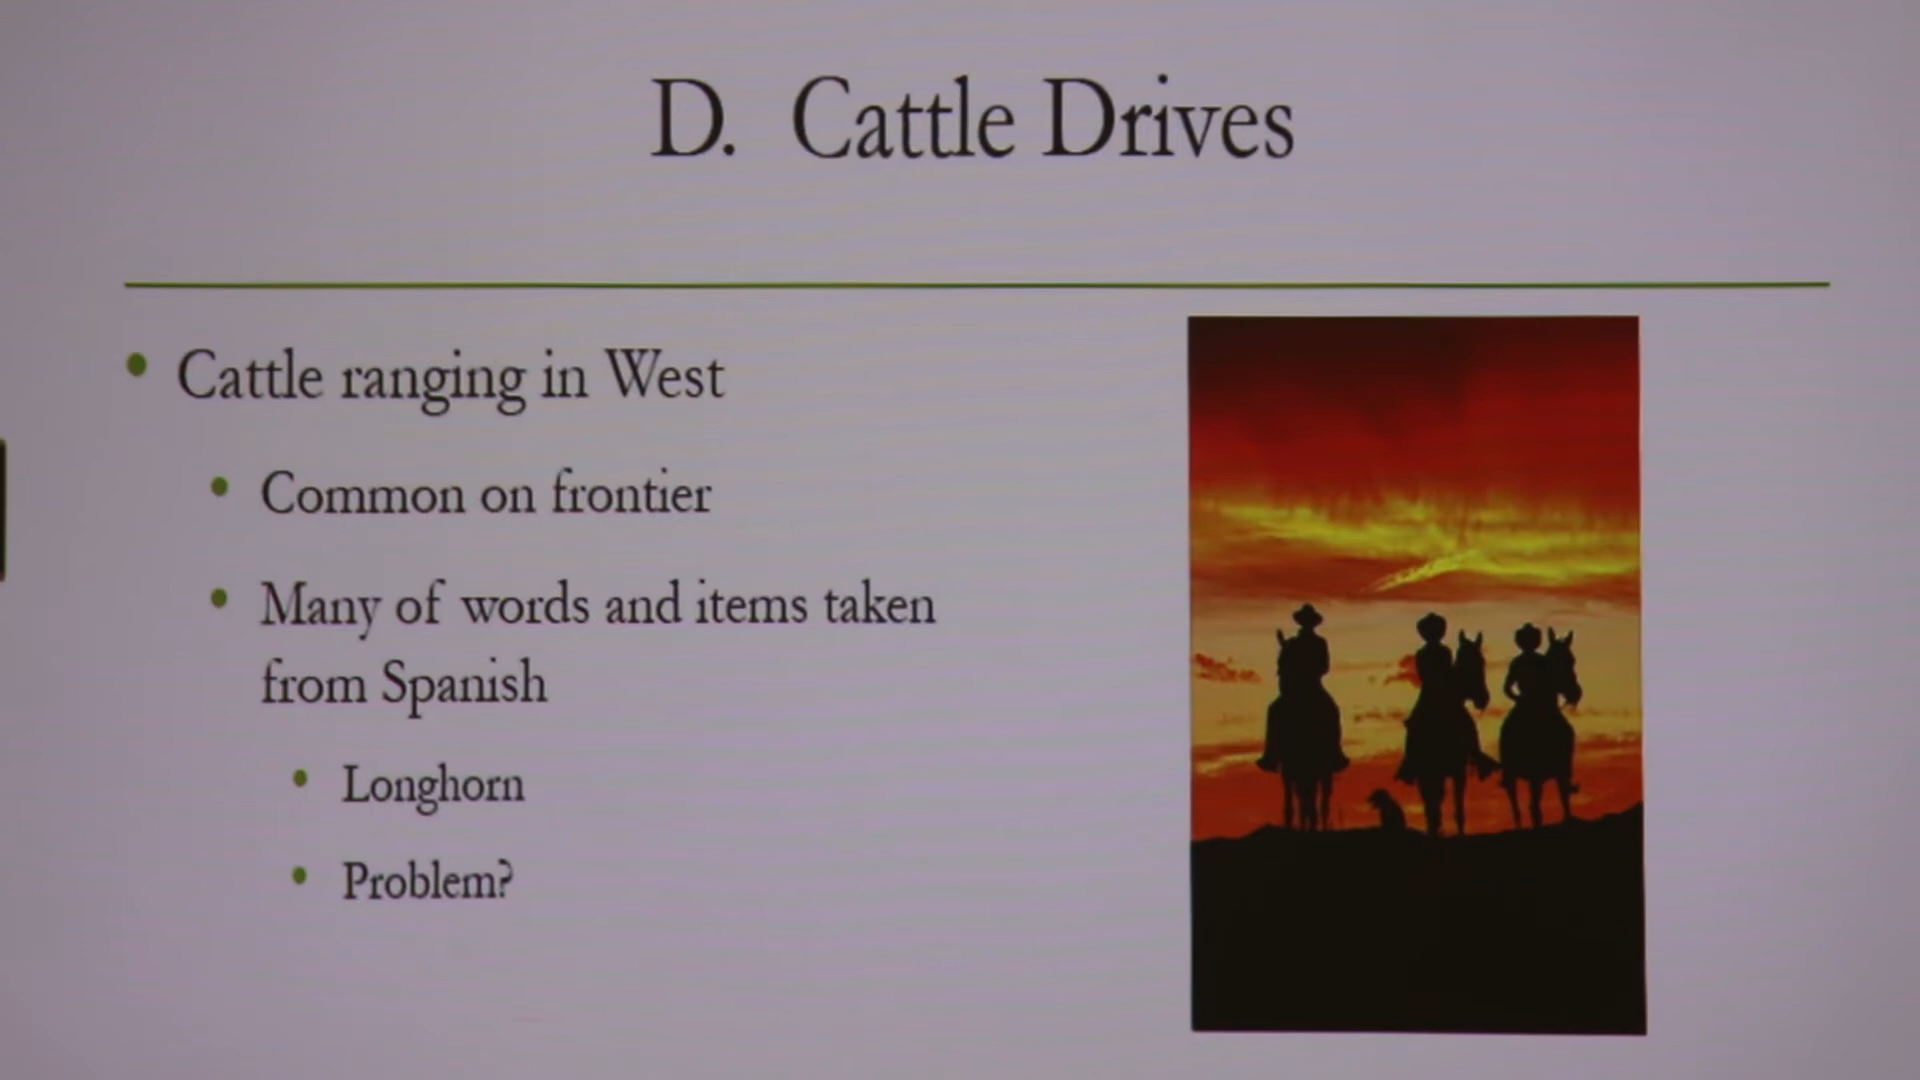 D. Cattle Drives
Cattle ranging in West
Common on frontier
Many of words and items taken
from Spanish
Longhorn
Problem?